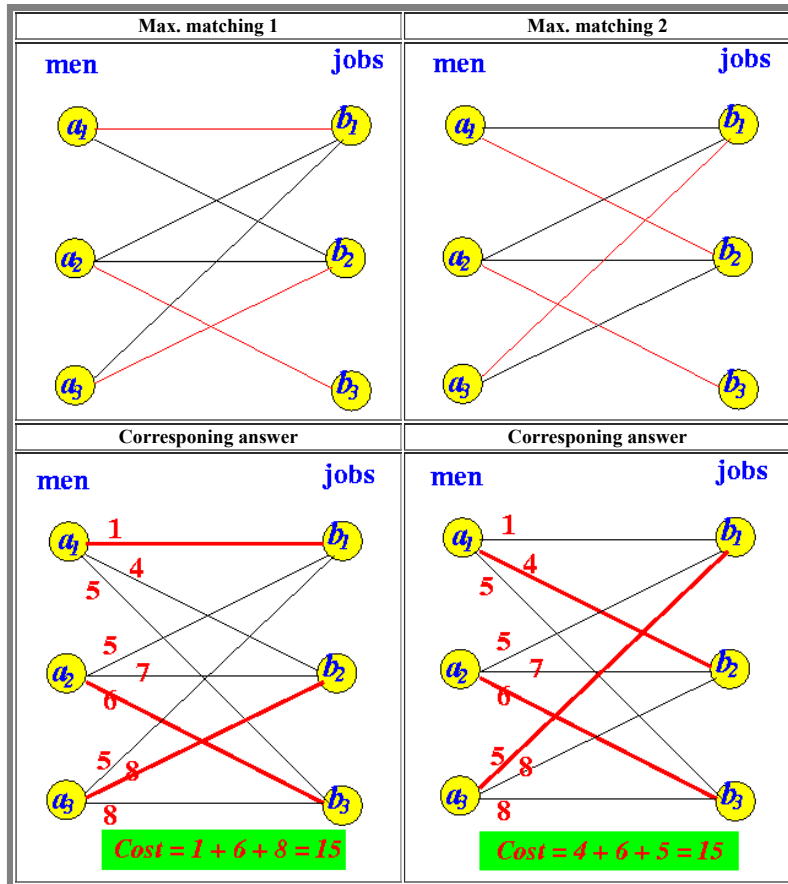 Max. matching 1
Max. matching 2
men
jobs
a1
b1
a2
b2
a3
b3
men
jobs
a1
b1
a2
b2
a3
b3
Corresponing answer
Corresponing answer
men
jobs
a1
1
b1
4
5
5
a2
7
b2
6
5
8
a3
b3
8
Cost = 1 + 6 + 8 = 15
men
jobs
1
a1
b1
4
5
5
a2
7
b2
6
5
8
a3
b3
8
Cost = 4 + 6 + 5 = 15